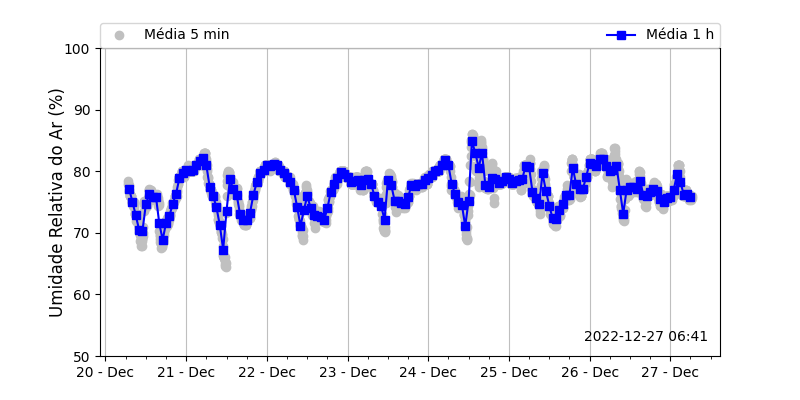 Média 5 min
Média 1 h
Umidade Relativa do Ar (%)
100
90
80
70
60
50
2022-12-27 06:41
20 - Dec
21 - Dec
22 - Dec
23 - Dec
24 - Dec
25 - Dec
26 - Dec
27 - Dec